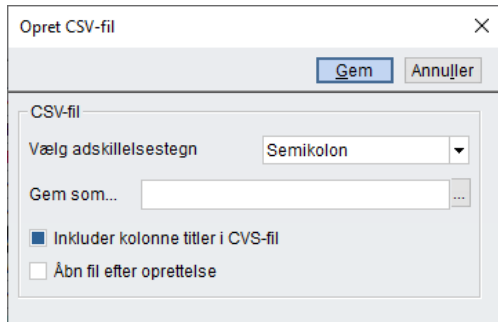 Opret CSV-fil
Gem Annuller
CSV-fil
Vælg adskillelsestegn Semikolon
Gem som... ...
Inkluder kolonne titler i CVS-fil
Åbn fil efter oprettelse